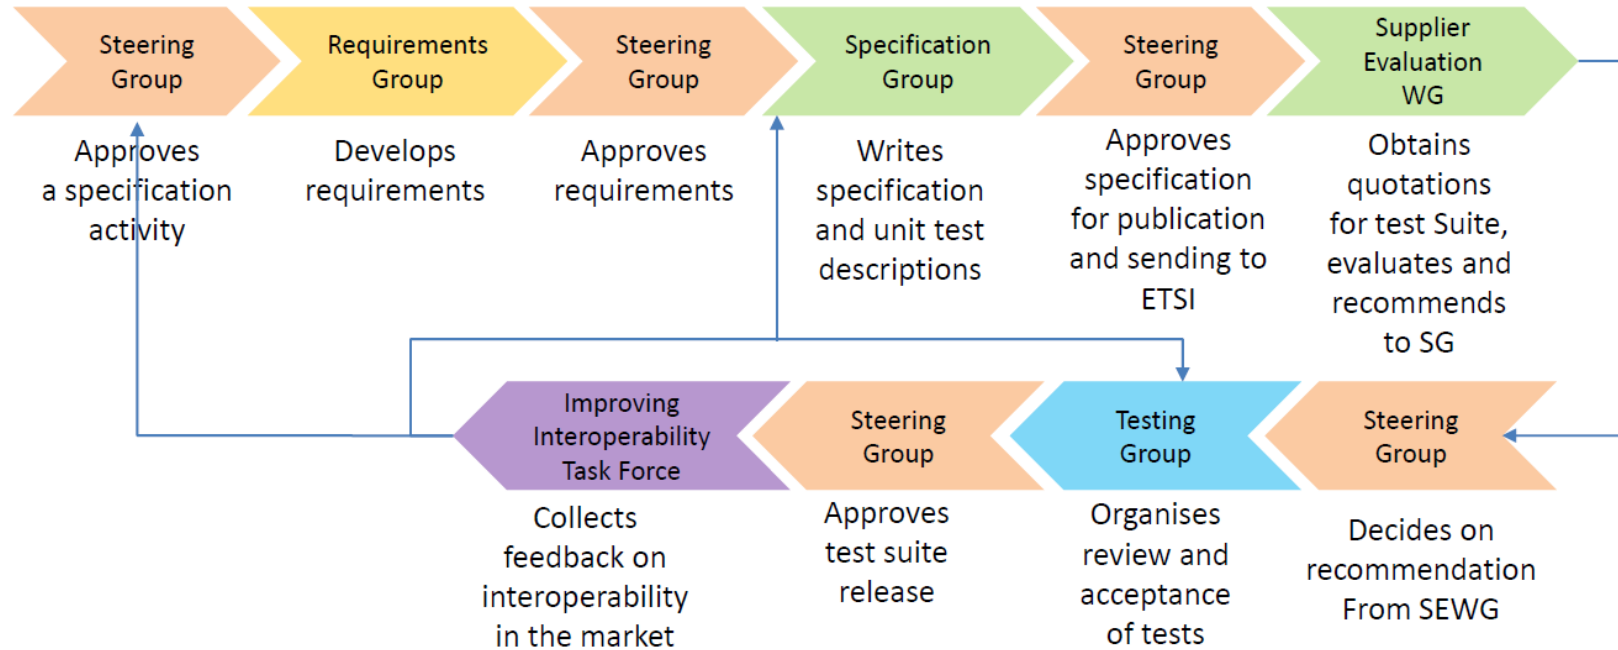 Steering
Group
Requirements
Group
Steering
Group
Specification
Group
Steering
Group
Supplier
Evaluation
WG
Approves
a specification
activity
Develops
requirements
Approves
requirements
Writes
specification
and unit test
descriptions
Approves
specification
for publication
and sending to
ETSI
Obtains
quotations
for test Suite,
evaluates and
recommends
to SG
Improving
Interoperability
Task Force
Steering
Group
Testing
Group
Steering
Group
Collects
feedback on
interoperability
in the market
Approves
test suite
release
Organises
review and
acceptance
of tests
Decides on
recommendation
From SEWG